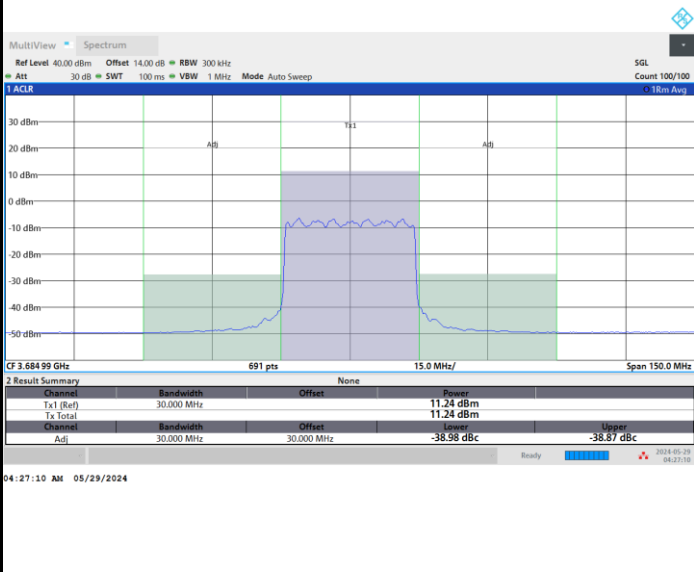 MultiView Spectrum
Ref Level 40.00 dBm Offset 14.00 dB RBW 300 kHz SGL
Att 30 dB SWT 100 ms VBW 1 MHz Mode Auto Sweep Count 100/100
1 ACLR 1Rm Avg
30 dBm
Tx1
20 dBm
Adj Adj
10 dBm
0 dBm
-10 dBm
-20 dBm
-30 dBm
-40 dBm
-50 dBm
CF 3.684 99 GHz 691 pts 15.0 MHz/ Span 150.0 MHz
2 Result Summary None
Channel Bandwidth Offset Power
Tx1 (Ref) 30.000 MHz 11.24 dBm
Tx Total 11.24 dBm
Channel Bandwidth Offset Lower Upper
Adj 30.000 MHz 30.000 MHz -38.98 dBc -38.87 dBc
Ready 2024-05-29
04:27:10
04:27:10 AM 05/29/2024